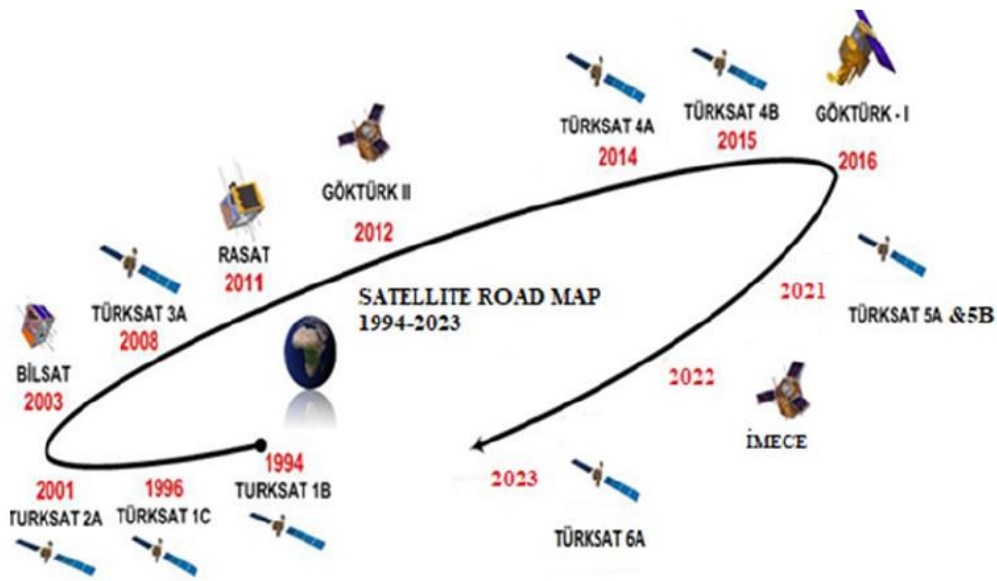 TÜRKSAT 4A
2014
TÜRKSAT 4B
2015
GÖKTÜRK - I
2016
GÖKTÜRK II
2012
RASAT
2011
TÜRKSAT 3A
2008
BİLSAT
2003
SATELLITE ROAD MAP
1994-2023
2021
TÜRKSAT 5A &5B
2022
İMECE
1994
TURKSAT 1B
1996
TÜRKSAT 1C
2001
TURKSAT 2A
2023
TÜRKSAT 6A